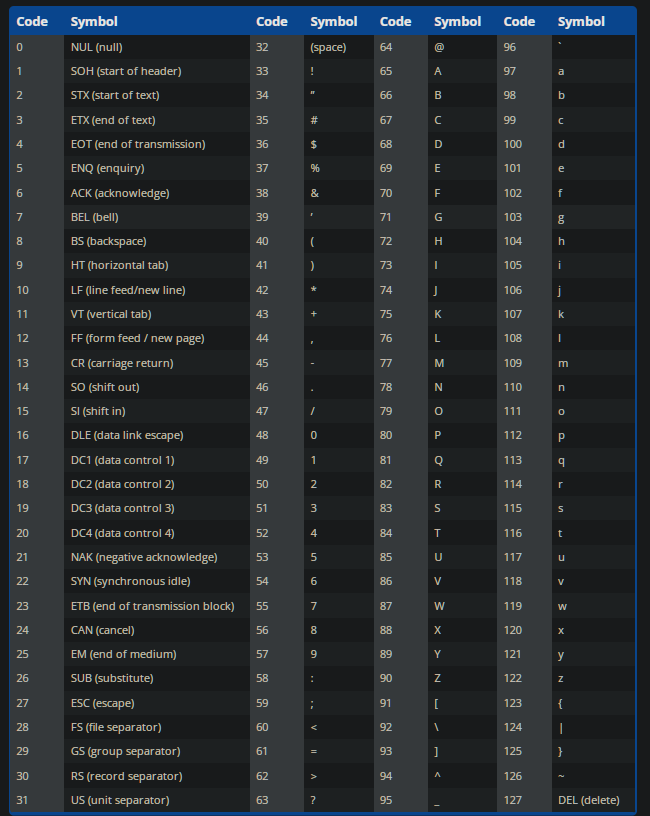 Code Symbol Code Symbol Code Symbol Code Symbol
0 NUL (null) 32 (space) 64 @ 96 `
1 SOH (start of header) 33 ! 65 A 97 a
2 STX (start of text) 34 " 66 B 98 b
3 ETX (end of text) 35 # 67 C 99 c
4 EOT (end of transmission) 36 $ 68 D 100 d
5 ENQ (enquiry) 37 % 69 E 101 e
6 ACK (acknowledge) 38 & 70 F 102 f
7 BEL (bell) 39 ' 71 G 103 g
8 BS (backspace) 40 ( 72 H 104 h
9 HT (horizontal tab) 41 ) 73 I 105 i
10 LF (line feed/new line) 42 * 74 J 106 j
11 VT (vertical tab) 43 + 75 K 107 k
12 FF (form feed / new page) 44 , 76 L 108 l
13 CR (carriage return) 45 - 77 M 109 m
14 SO (shift out) 46 . 78 N 110 n
15 SI (shift in) 47 / 79 O 111 o
16 DLE (data link escape) 48 0 80 P 112 p
17 DC1 (data control 1) 49 1 81 Q 113 q
18 DC2 (data control 2) 50 2 82 R 114 r
19 DC3 (data control 3) 51 3 83 S 115 s
20 DC4 (data control 4) 52 4 84 T 116 t
21 NAK (negative acknowledge) 53 5 85 U 117 u
22 SYN (synchronous idle) 54 6 86 V 118 v
23 ETB (end of transmission block) 55 7 87 W 119 w
24 CAN (cancel) 56 8 88 X 120 x
25 EM (end of medium) 57 9 89 Y 121 y
26 SUB (substitute) 58 : 90 Z 122 z
27 ESC (escape) 59 ; 91 [ 123 {
28 FS (file separator) 60 < 92 \ 124 |
29 GS (group separator) 61 = 93 ] 125 }
30 RS (record separator) 62 > 94 ^ 126 ~
31 US (unit separator) 63 ? 95 _ 127 DEL (delete)